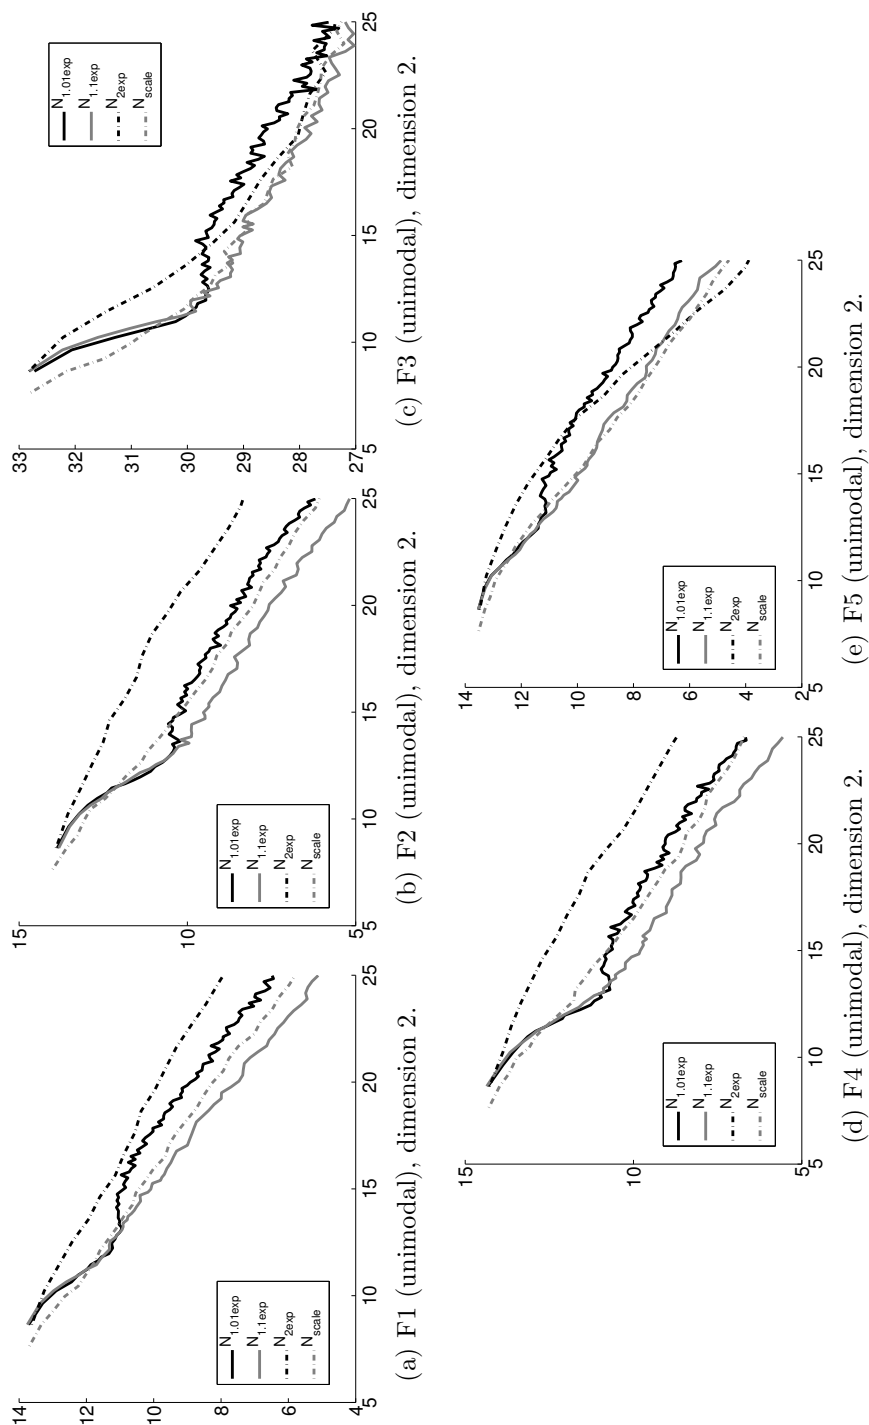 14
12
10
8
6
4
N1.01exp
N1.1exp
N2exp
Nscale
5 10 15 20 25
(a) F1 (unimodal), dimension 2.
15
10
5
N1.01exp
N1.1exp
N2exp
Nscale
5 10 15 20 25
(b) F2 (unimodal), dimension 2.
33
32
31
30
29
28
27
N1.01exp
N1.1exp
N2exp
Nscale
5 10 15 20 25
(c) F3 (unimodal), dimension 2.
15
10
5
N1.01exp
N1.1exp
N2exp
Nscale
5 10 15 20 25
(d) F4 (unimodal), dimension 2.
14
12
10
8
6
4
2
N1.01exp
N1.1exp
N2exp
Nscale
5 10 15 20 25
(e) F5 (unimodal), dimension 2.